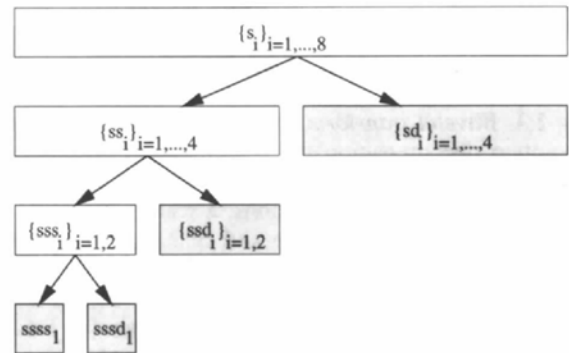 {s_i}_{i=1,...,8}
{ss_i}_{i=1,...,4} {sd_i}_{i=1,...,4}
{sss_i}_{i=1,2} {ssd_i}_{i=1,2}
ssss_1 sssd_1